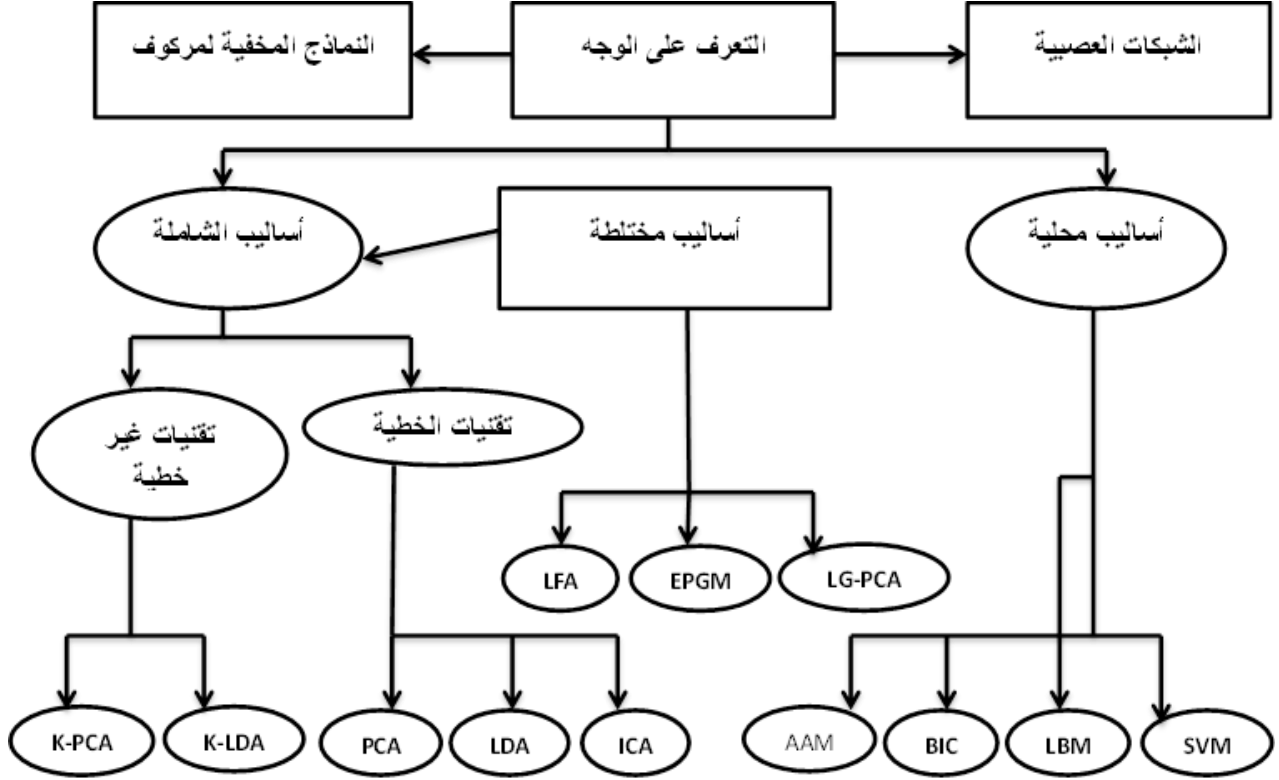 الشبكات العصبية
التعرف على الوجه
النماذج المخفية لمركوف
أساليب محلية
أساليب مختلطة
أساليب الشاملة
تقنيات الخطية
تقنيات غير
خطية
LFA
EPGM
LG-PCA
K-PCA
K-LDA
PCA
LDA
ICA
AAM
BIC
LBM
SVM